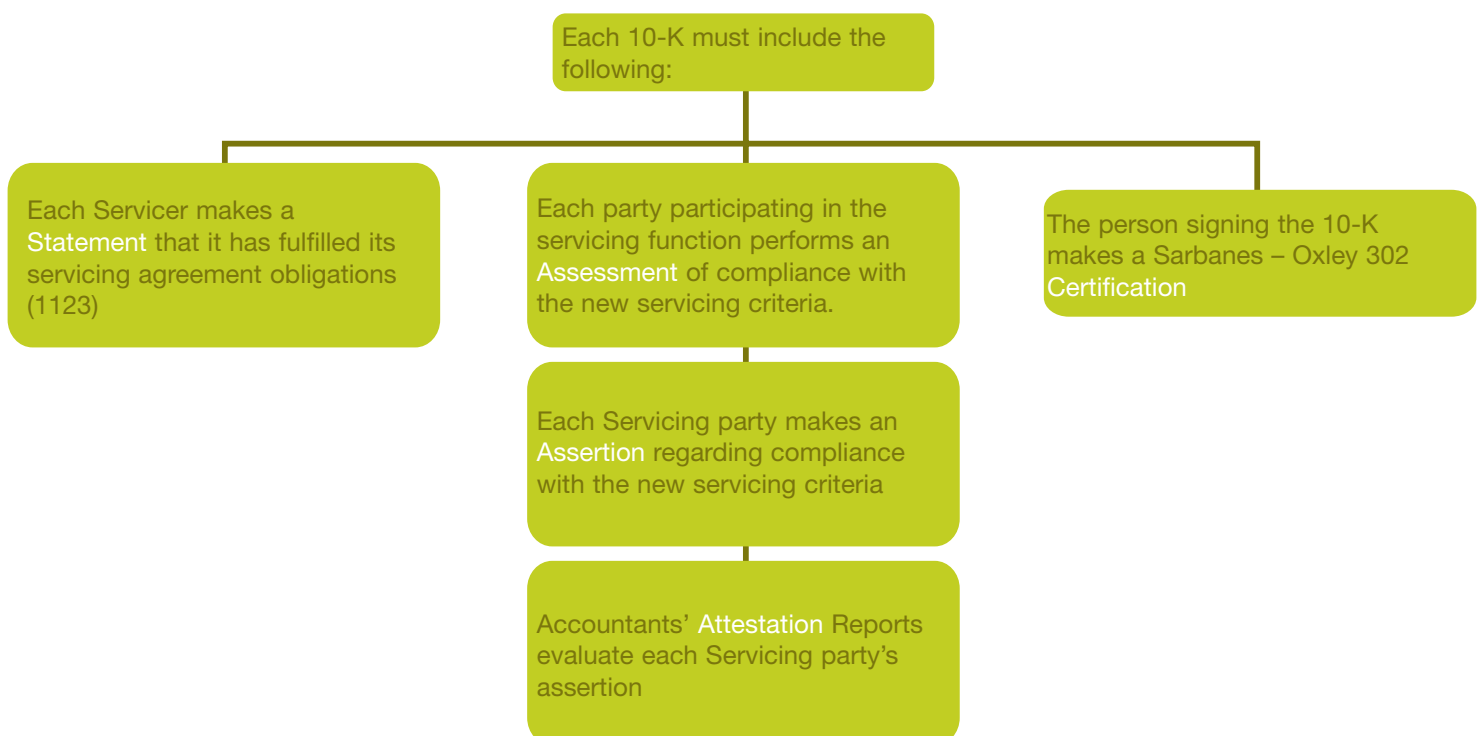 Each 10-K must include the
following:
Each Servicer makes a
Statement that it has fulfilled its
servicing agreement obligations
(1123)
Each party participating in the
servicing function performs an
Assessment of compliance with
the new servicing criteria.
The person signing the 10-K
makes a Sarbanes – Oxley 302
Certification
Each Servicing party makes an
Assertion regarding compliance
with the new servicing criteria
Accountants’ Attestation Reports
evaluate each Servicing party’s
assertion